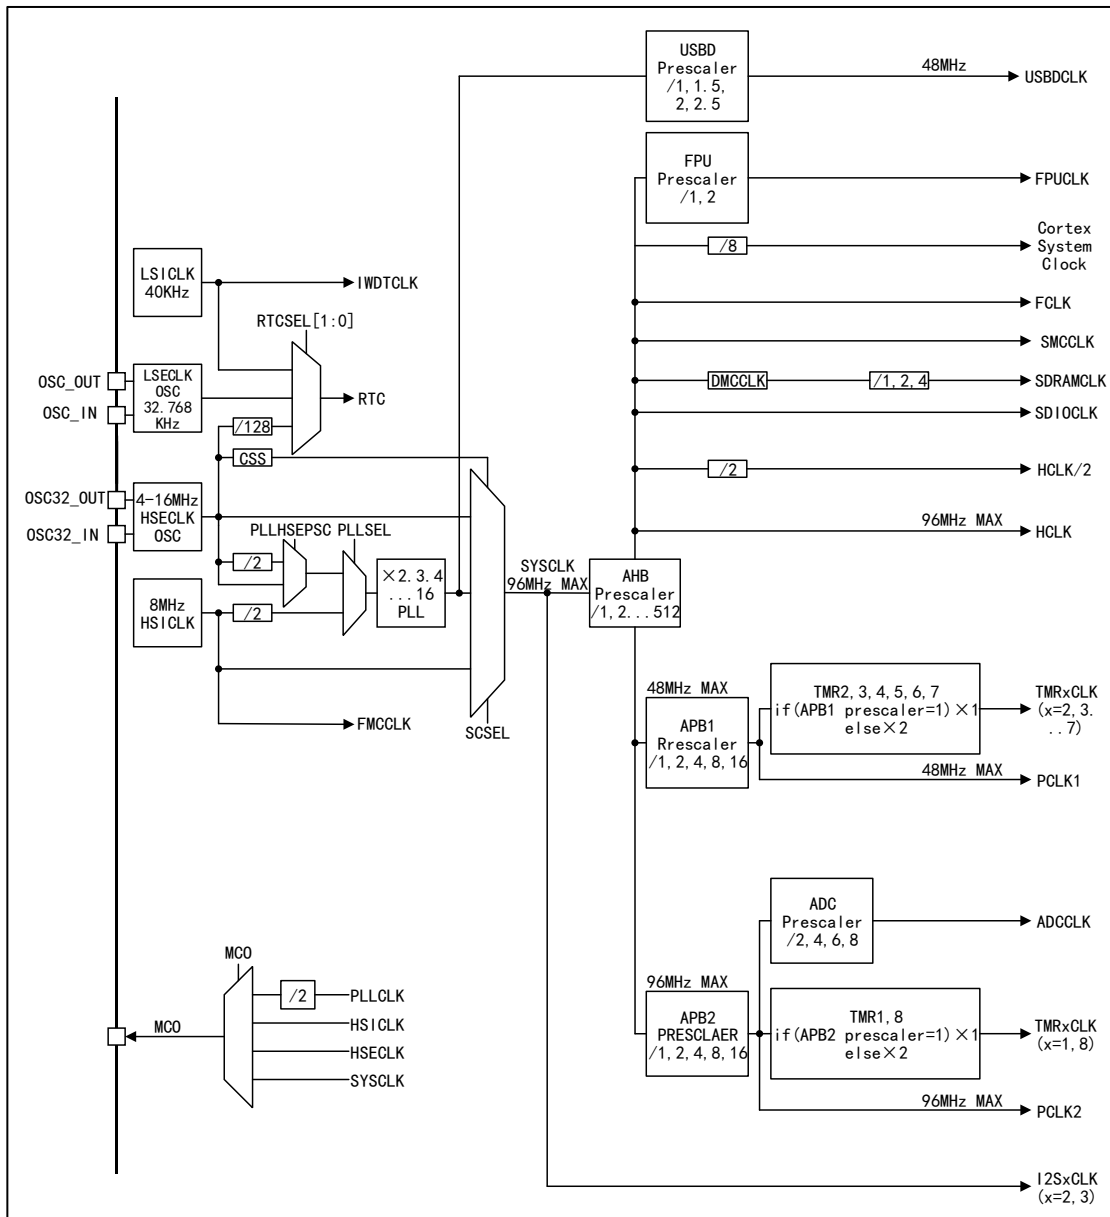 USBD
Prescaler
/1, 1.5,
2, 2.5
48MHz
USBDCLK
FPU
Prescaler
/1, 2
FPUCLK
/8
Cortex
System
Clock
LSICLK
40KHz
IWDTCLK
FCLK
RTCSEL[1:0]
SMCCLK
OSC_OUT
OSC_IN
LSECLK
OSC
32.768
KHz
RTC
DMCCLK
/1, 2, 4
SDRAMCLK
SDIOCLK
/128
CSS
/2
HCLK/2
OSC32_OUT
OSC32_IN
4-16MHz
HSECLK
OSC
96MHz MAX
HCLK
PLLHSEPSC
PLLSEL
/2
×2.3.4
...16
PLL
SYSCLK
96MHz MAX
AHB
Prescaler
/1, 2...512
8MHz
HSICLK
/2
FMCCLK
SCSEL
48MHz MAX
APB1
Rrescaler
/1, 2, 4, 8, 16
TMR2, 3, 4, 5, 6, 7
if(APB1 prescaler=1)×1
else×2
TMRxCLK
(x=2, 3.
..7)
48MHz MAX
PCLK1
ADC
Prescaler
/2, 4, 6, 8
ADCCLK
MCO
/2
PLLCLK
HSICLK
HSECLK
SYSCLK
MCO
96MHz MAX
APB2
PRESCLAER
/1, 2, 4, 8, 16
TMR1, 8
if(APB2 prescaler=1)×1
else×2
TMRxCLK
(x=1, 8)
96MHz MAX
PCLK2
I2SxCLK
(x=2, 3)